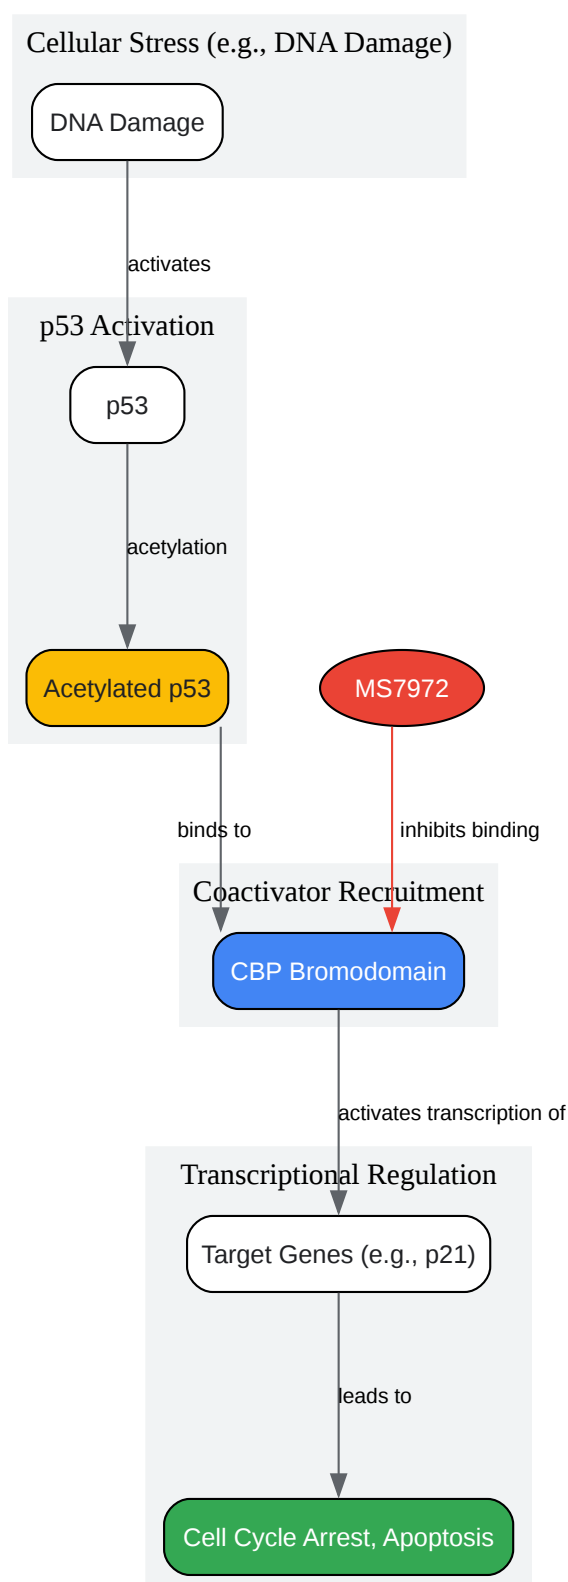 Cellular Stress (e.g., DNA Damage)
DNA Damage
activates
p53 Activation
p53
acetylation
Acetylated p53
MS7972
binds to
inhibits binding
Coactivator Recruitment
CBP Bromodomain
activates transcription of
Transcriptional Regulation
Target Genes (e.g., p21)
leads to
Cell Cycle Arrest, Apoptosis